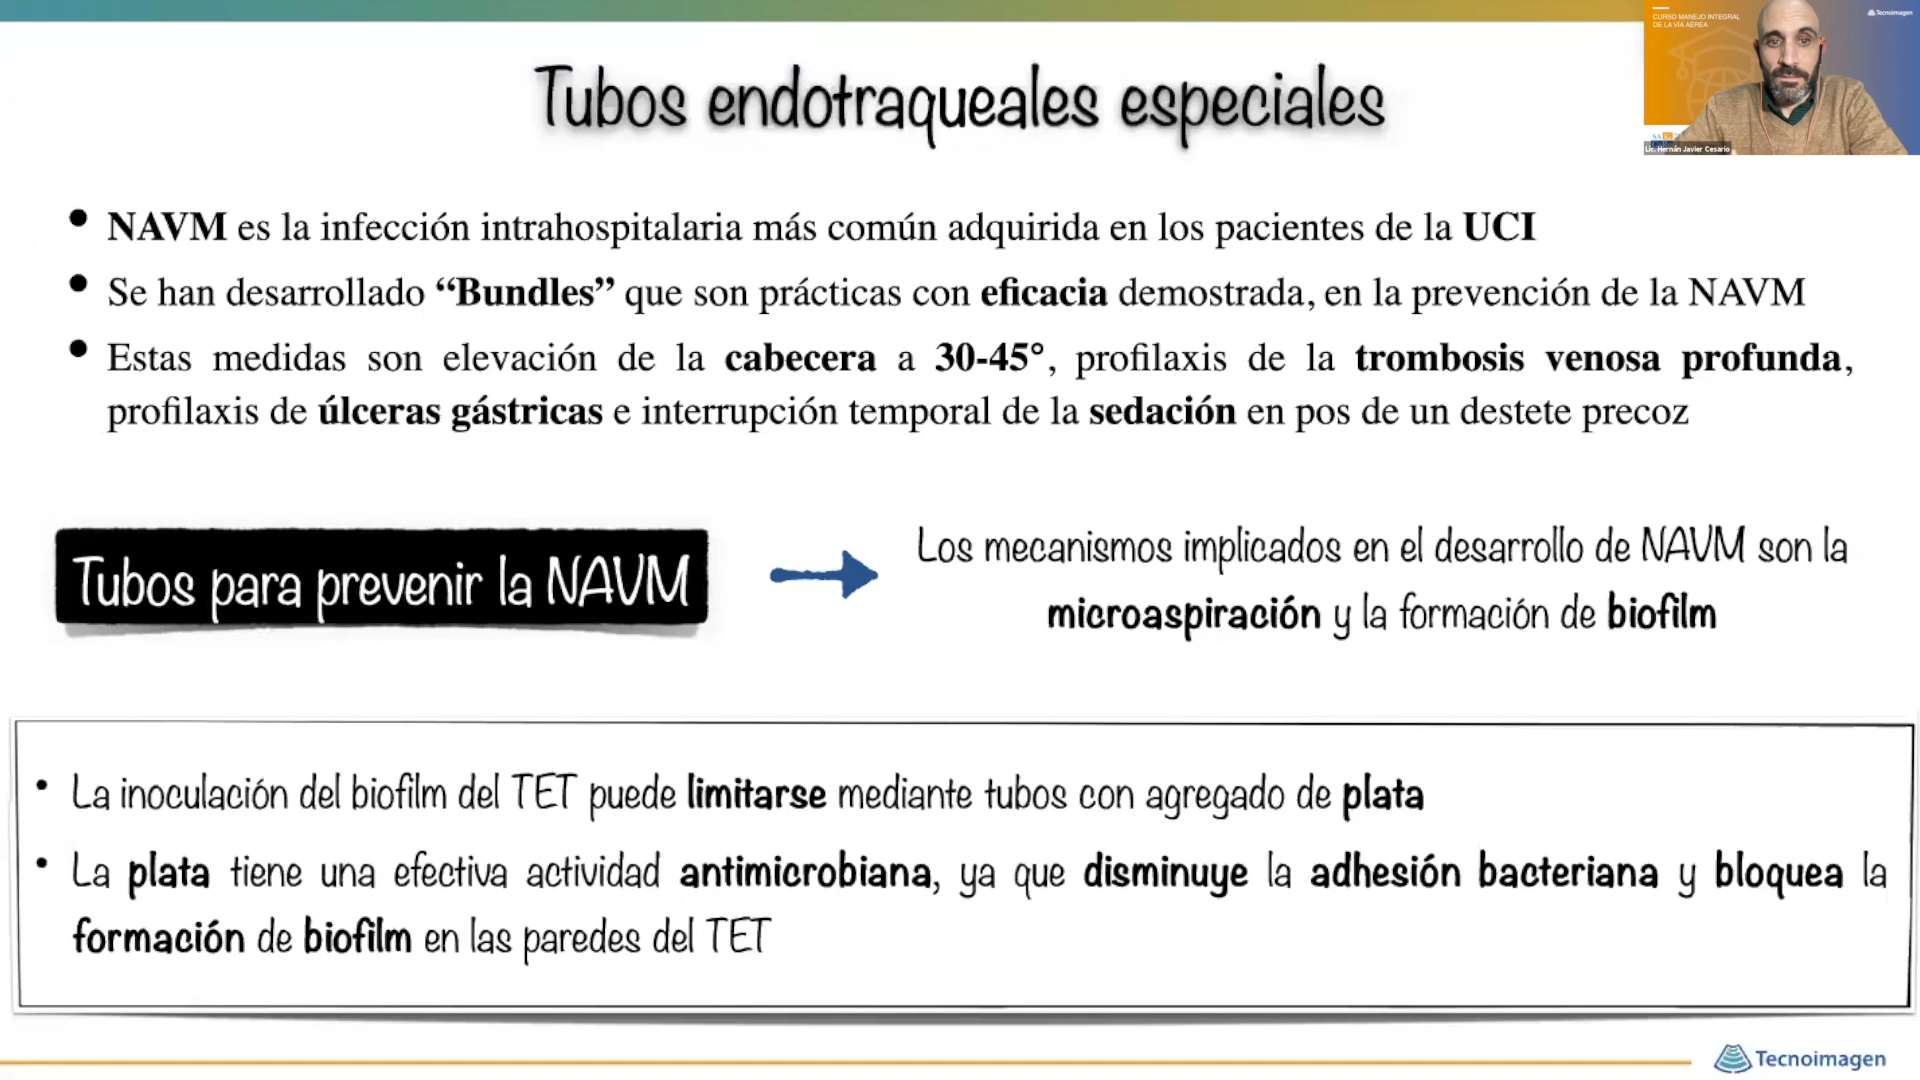 CURSO MANEJO INTEGRAL
DE LA VÍA AÉREA
Tecnoimagen
Lic. Hernán Javier Cesario
Tubos endotraqueales especiales
• NAVM es la infección intrahospitalaria más común adquirida en los pacientes de la UCI
• Se han desarrollado “Bundles” que son prácticas con eficacia demostrada, en la prevención de la NAVM
• Estas medidas son elevación de la cabecera a 30-45°, profilaxis de la trombosis venosa profunda,
profilaxis de úlceras gástricas e interrupción temporal de la sedación en pos de un destete precoz
Tubos para prevenir la NAVM
Los mecanismos implicados en el desarrollo de NAVM son la
microaspiración y la formación de biofilm
• La inoculación del biofilm del TET puede limitarse mediante tubos con agregado de plata
• La plata tiene una efectiva actividad antimicrobiana, ya que disminuye la adhesión bacteriana y bloquea la
formación de biofilm en las paredes del TET
Tecnoimagen